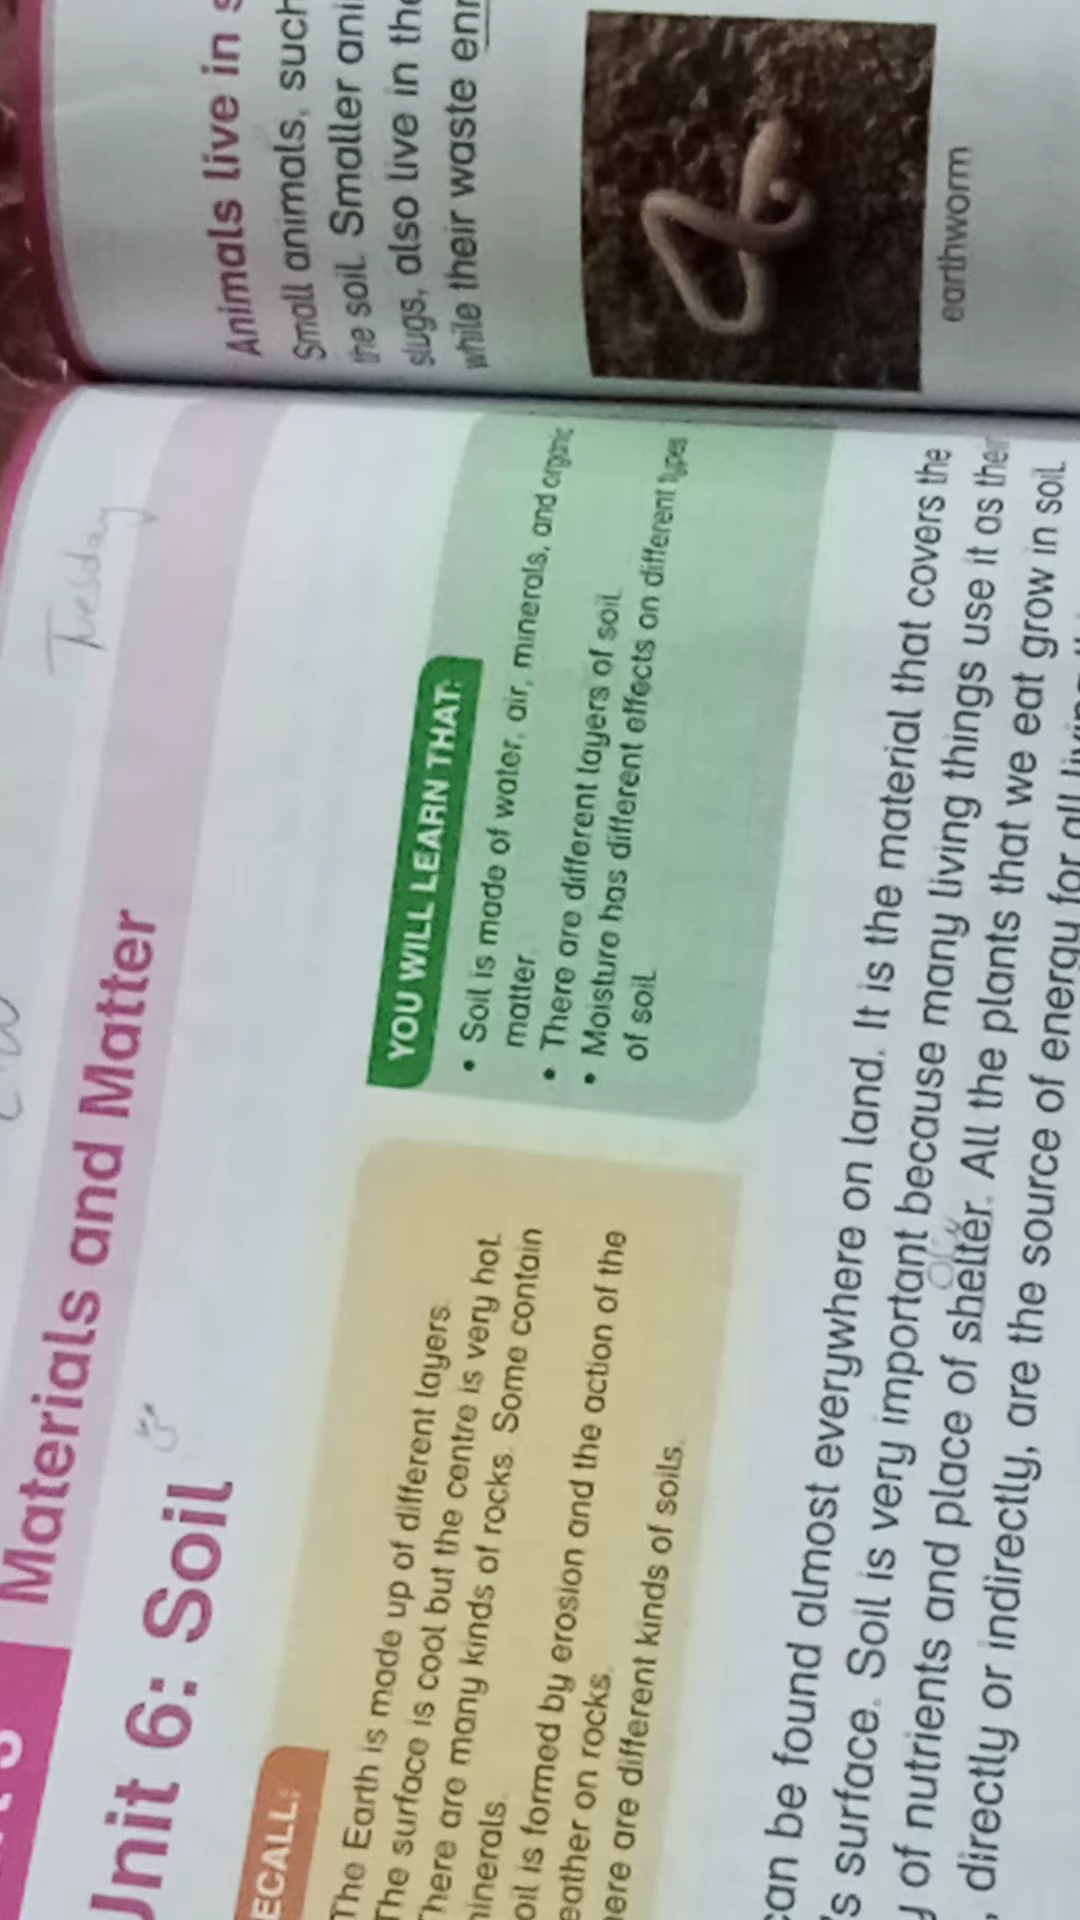 Tuesday
Materials and Matter
Unit 6: Soil
ECALL:
The Earth is made up of different layers.
The surface is cool but the centre is very hot.
There are many kinds of rocks. Some contain
minerals.
oil is formed by erosion and the action of the
eather on rocks.
ere are different kinds of soils.
YOU WILL LEARN THAT:
• Soil is made of water, air, minerals, and organic
matter.
• There are different layers of soil.
• Moisture has different effects on different types
of soil.
can be found almost everywhere on land. It is the material that covers the
's surface. Soil is very important because many living things use it as their
of nutrients and place of shelter. All the plants that we eat grow in soil.
, directly or indirectly, are the source of energy for all
Animals live in
Small animals, such
the soil. Smaller
slugs, also live in the
while their waste
earthworm